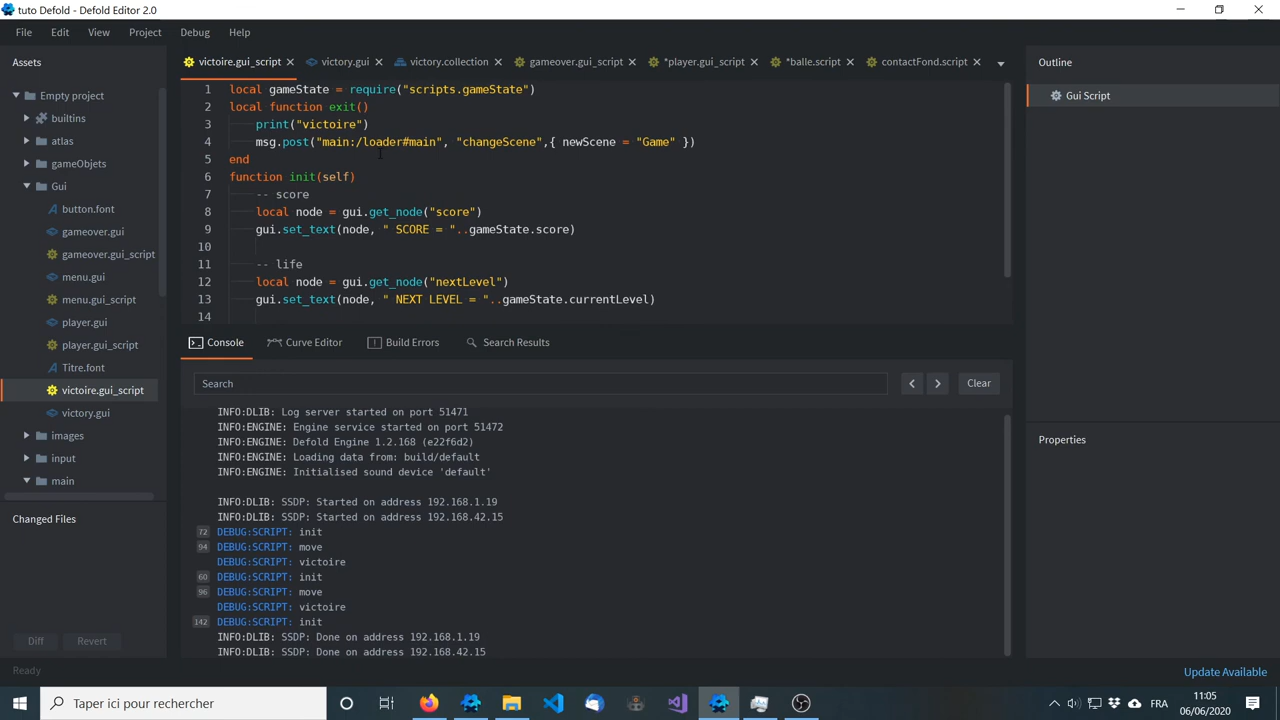 tuto Defold - Defold Editor 2.0
File Edit View Project Debug Help
Assets
Empty project
builtins
atlas
gameObjets
Gui
button.font
gameover.gui
gameover.gui_script
menu.gui
menu.gui_script
player.gui
player.gui_script
Titre.font
victoire.gui_script
victory.gui
images
input
main
Changed Files
Diff Revert
Ready
victoire.gui_script victory.gui victory.collection gameover.gui_script *player.gui_script *balle.script contactFond.script
1 local gameState = require("scripts.gameState")
2 local function exit()
3 print("victoire")
4 msg.post("main:/loader#main", "changeScene",{ newScene = "Game" })
5 end
6 function init(self)
7 -- score
8 local node = gui.get_node("score")
9 gui.set_text(node, " SCORE = "..gameState.score)
10
11 -- life
12 local node = gui.get_node("nextLevel")
13 gui.set_text(node, " NEXT LEVEL = "..gameState.currentLevel)
14
Console Curve Editor Build Errors Search Results
Search Clear
INFO:DLIB: Log server started on port 51471
INFO:ENGINE: Engine service started on port 51472
INFO:ENGINE: Defold Engine 1.2.168 (e22f6d2)
INFO:ENGINE: Loading data from: build/default
INFO:ENGINE: Initialised sound device 'default'
INFO:DLIB: SSDP: Started on address 192.168.1.19
INFO:DLIB: SSDP: Started on address 192.168.42.15
72 DEBUG:SCRIPT: init
94 DEBUG:SCRIPT: move
DEBUG:SCRIPT: victoire
60 DEBUG:SCRIPT: init
96 DEBUG:SCRIPT: move
DEBUG:SCRIPT: victoire
142 DEBUG:SCRIPT: init
INFO:DLIB: SSDP: Done on address 192.168.1.19
INFO:DLIB: SSDP: Done on address 192.168.42.15
Outline
Gui Script
Properties
Update Available
Taper ici pour rechercher
FRA
11:05
06/06/2020